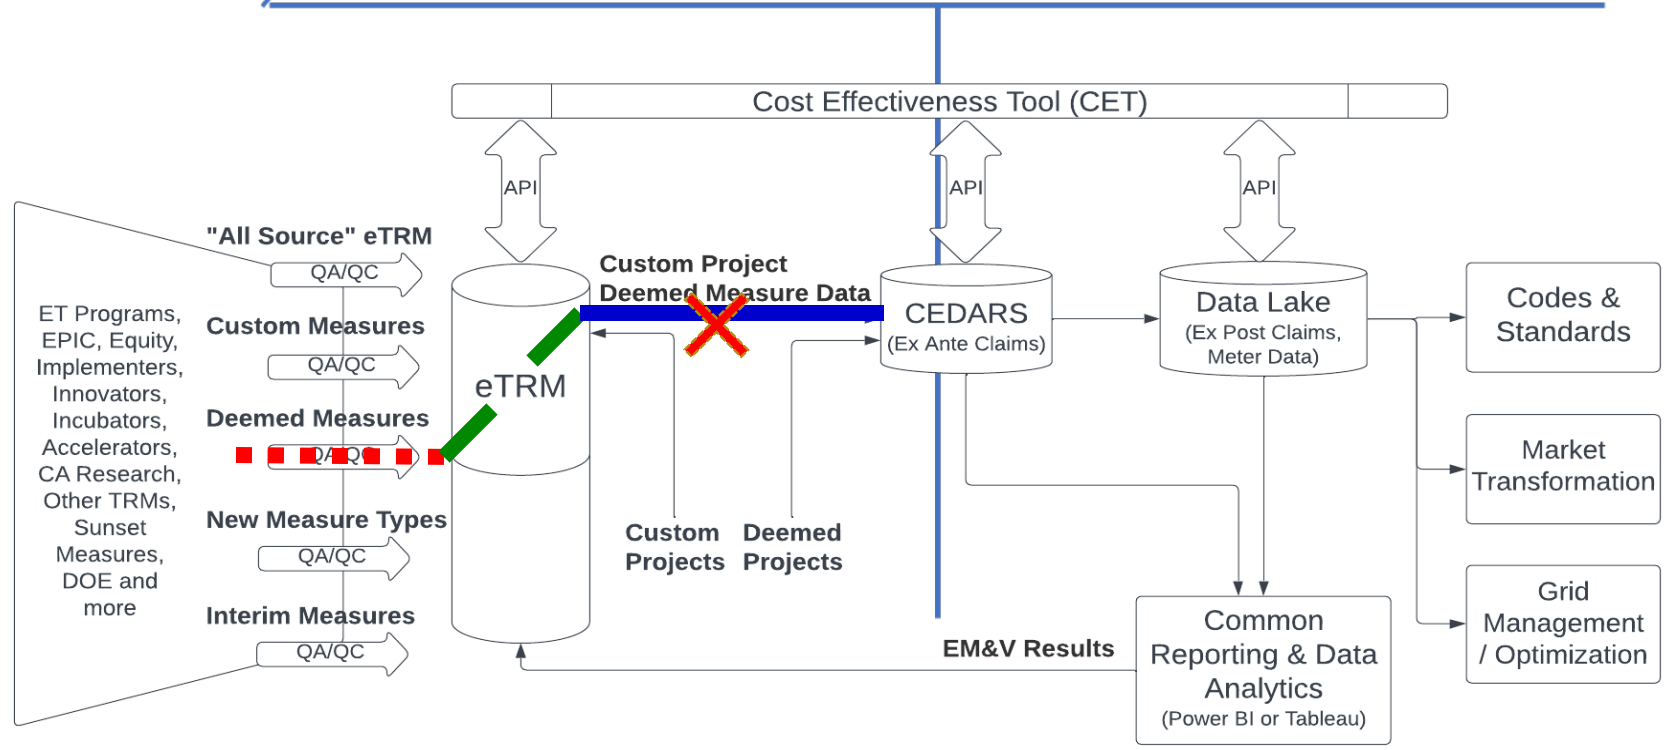 Cost Effectiveness Tool (CET)
API
API
API
"All Source" eTRM
QA/QC
Custom Measures
QA/QC
Deemed Measures
QA/QC
New Measure Types
QA/QC
Interim Measures
QA/QC
ET Programs,
EPIC, Equity,
Implementers,
Innovators,
Incubators,
Accelerators,
CA Research,
Other TRMs,
Sunset
Measures,
DOE and
more
eTRM
Custom Project
Deemed Measure Data
Custom
Projects
Deemed
Projects
CEDARS
(Ex Ante Claims)
Data Lake
(Ex Post Claims,
Meter Data)
Codes &
Standards
Market
Transformation
Grid
Management
/ Optimization
EM&V Results
Common
Reporting & Data
Analytics
(Power BI or Tableau)